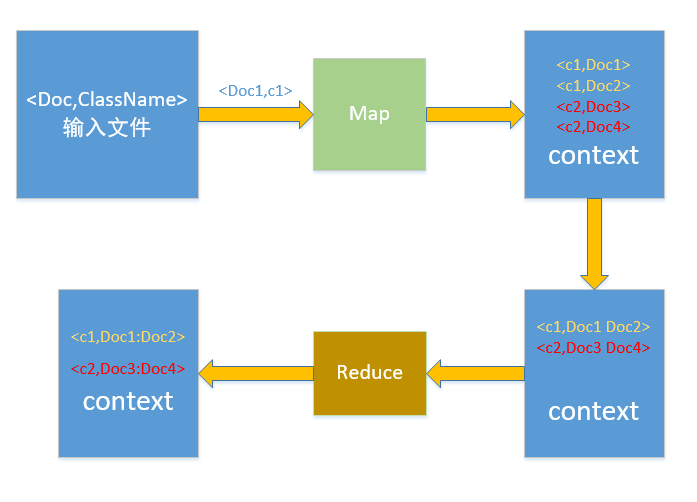 <Doc,ClassName>
输入文件
<Doc1,c1>
Map
<c1,Doc1>
<c1,Doc2>
<c2,Doc3>
<c2,Doc4>
context
<c1,Doc1 Doc2>
<c2,Doc3 Doc4>
context
Reduce
<c1,Doc1:Doc2>
<c2,Doc3:Doc4>
context